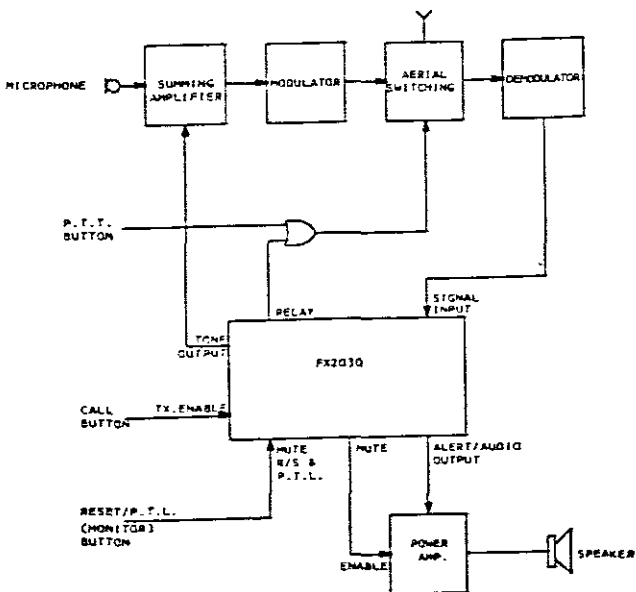 MICROPHONE
SUMMING
AMPLIFIER
MODULATOR
AERIAL
SWITCHING
DEMODULATOR
P.T.T.
BUTTON
RELAY
SIGNAL
INPUT
TONE
OUTPUT
FX203Q
CALL
BUTTON
TX.ENABLE
MUTE
R/S &
P.T.L.
MUTE
ALERT/AUDIO
OUTPUT
RESET/P.T.L.
(MONITOR)
BUTTON
ENABLE
POWER
AMP.
SPEAKER